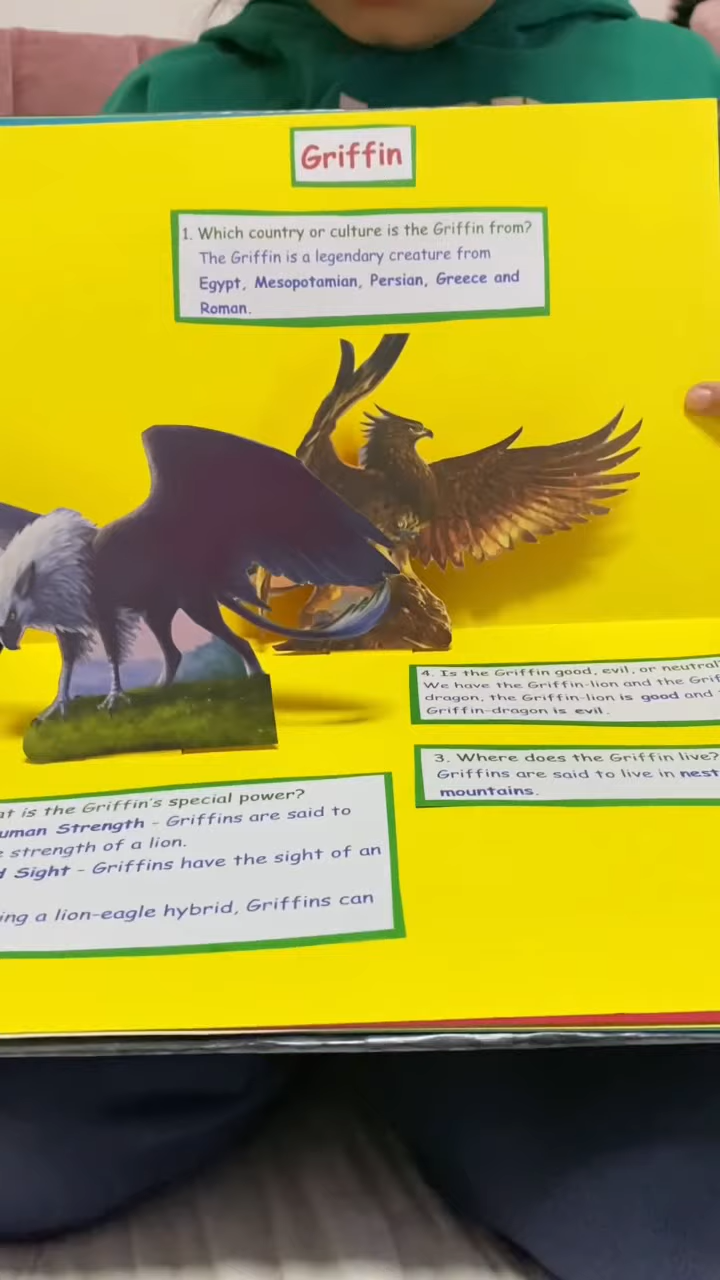 Griffin
1. Which country or culture is the Griffin from?
The Griffin is a legendary creature from
Egypt, Mesopotamian, Persian, Greece and
Roman.
4. Is the Griffin good, evil, or neutral
We have the Griffin-lion and the Grif
dragon, the Griffin-lion is good and
Griffin-dragon is evil.
3. Where does the Griffin live?
Griffins are said to live in nest
mountains.
at is the Griffin's special power?
uman Strength - Griffins are said to
e strength of a lion.
d Sight - Griffins have the sight of an
ing a lion-eagle hybrid, Griffins can